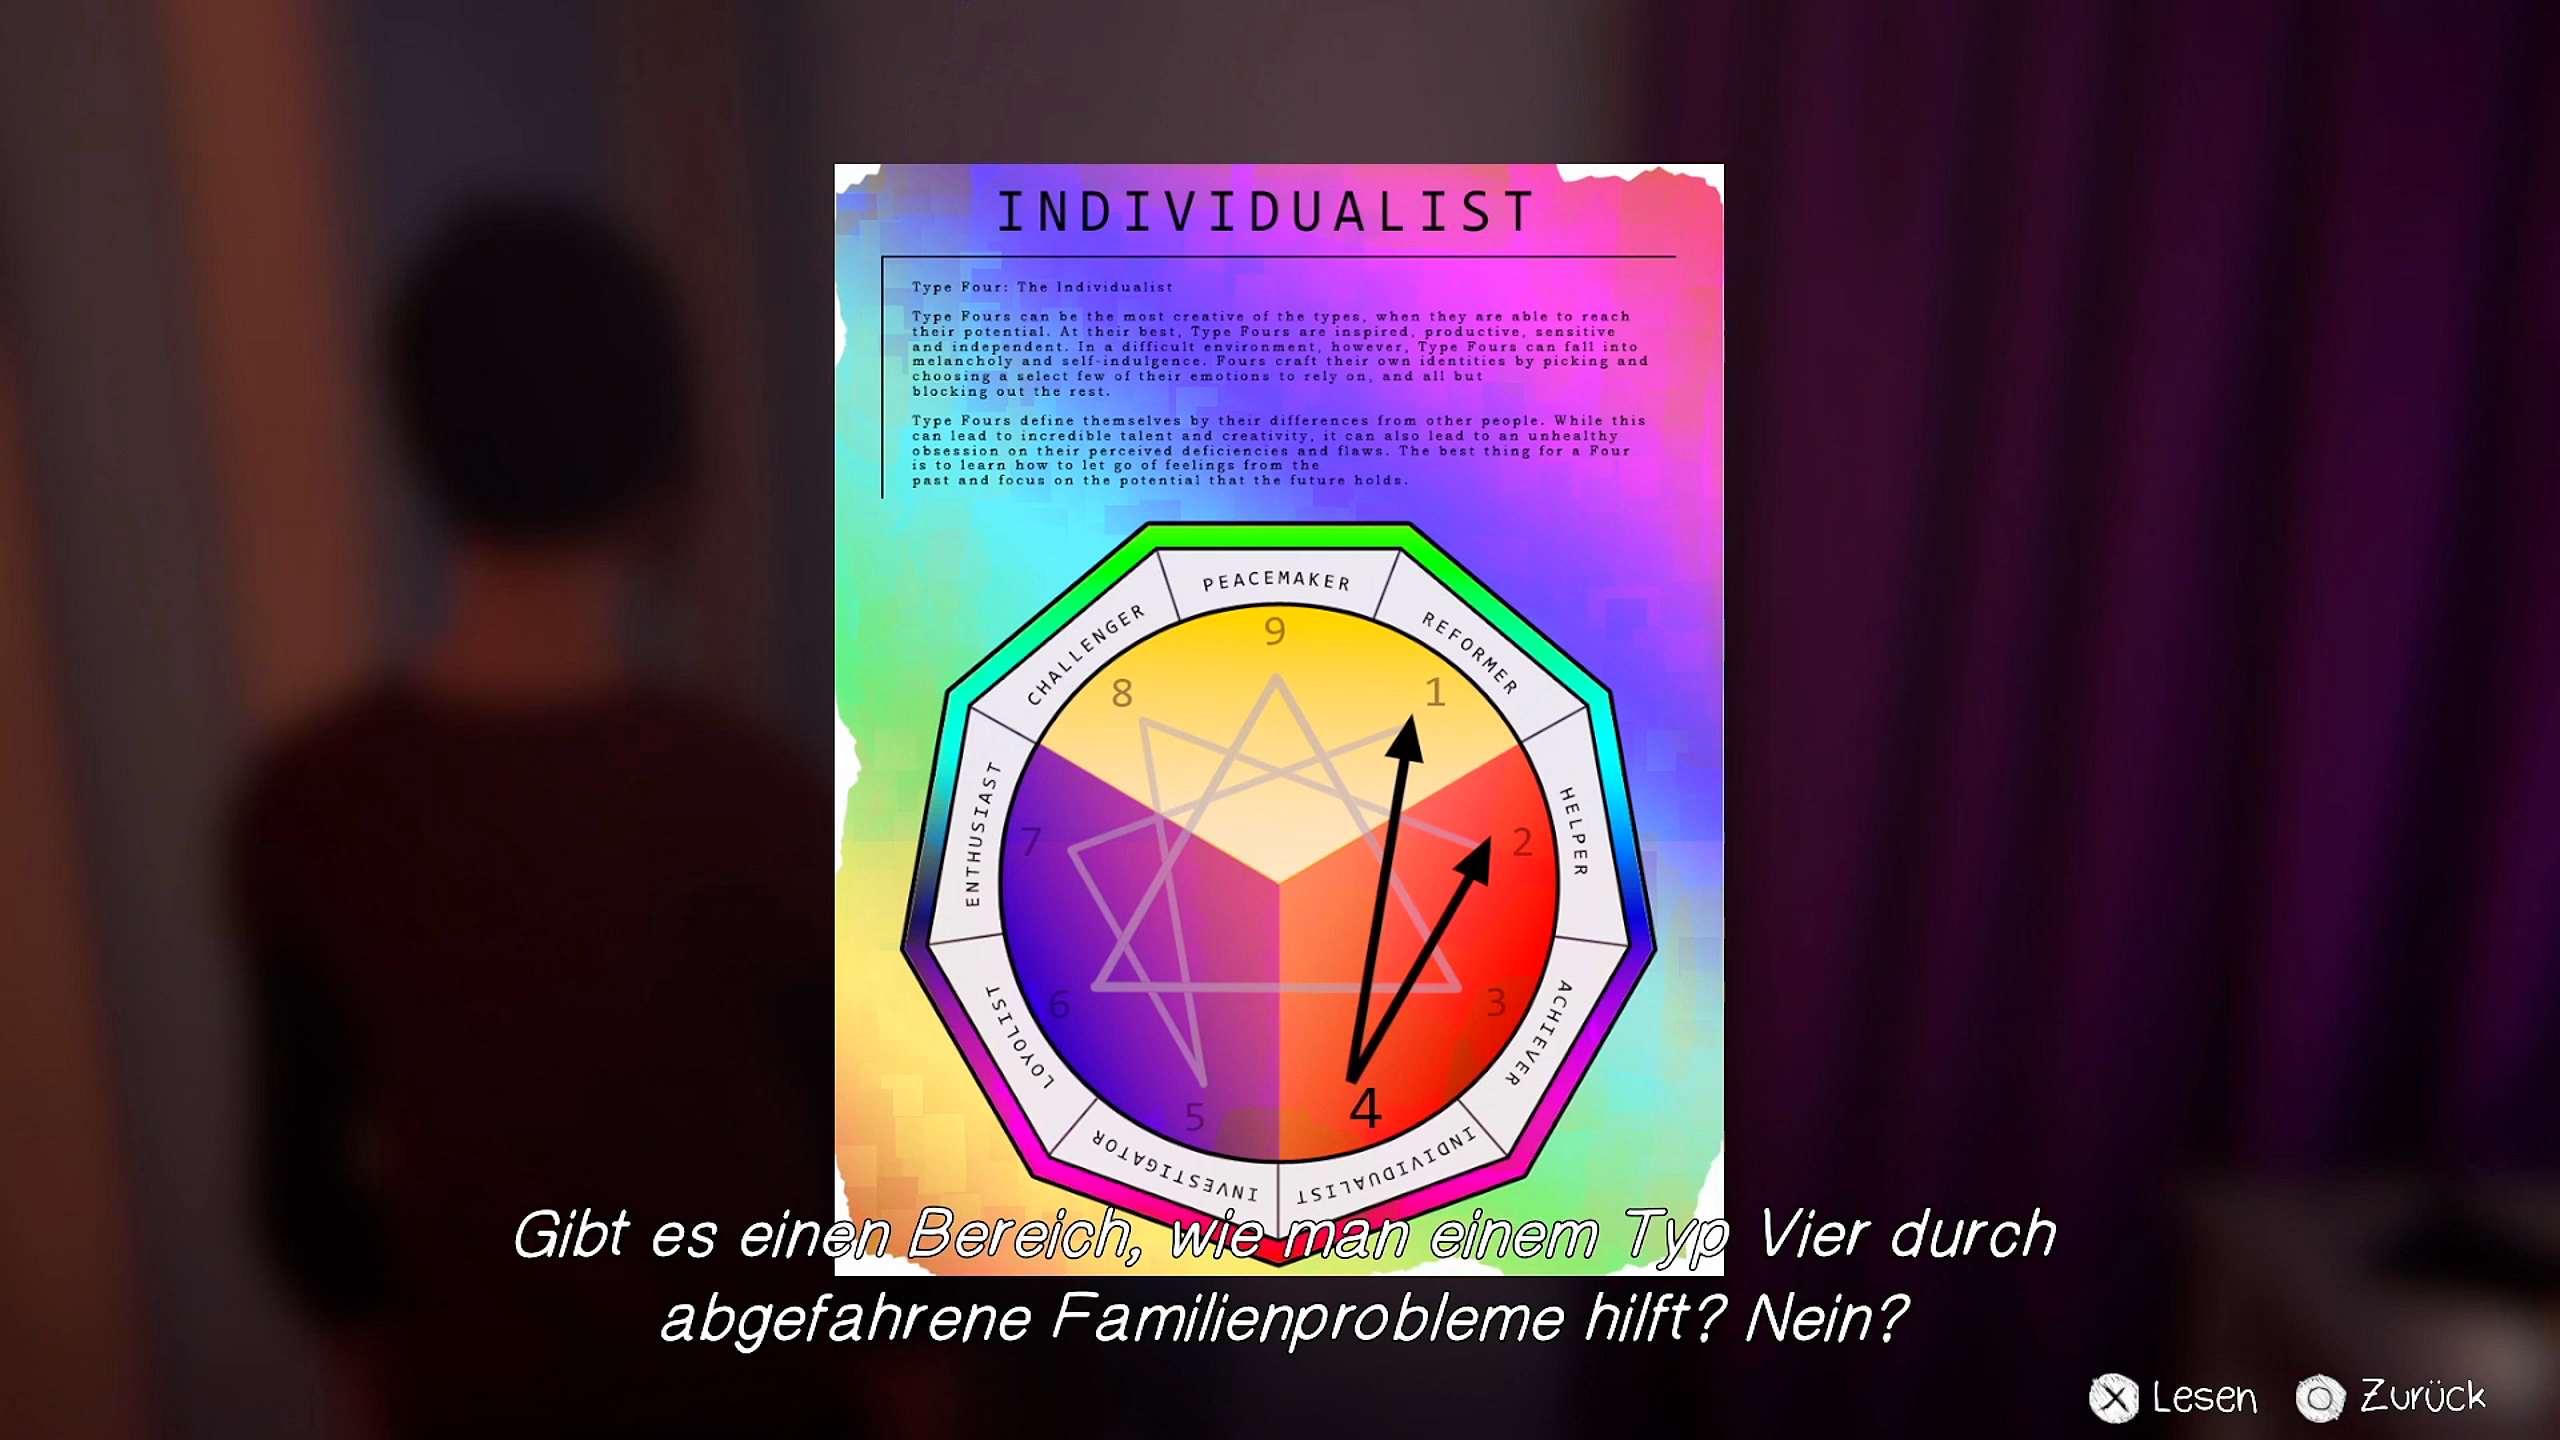 INDIVIDUALIST
Type Four: The Individualist
Type Fours can be the most creative of the types, when they are able to reach
their potential. At their best, Type Fours are inspired, productive, sensitive
and independent. In a difficult environment, however, Type Fours can fall into
melancholy and self-indulgence. Fours craft their own identities by picking and
choosing a select few of their emotions to rely on, and all but
blocking out the rest.
Type Fours define themselves by their differences from other people. While this
can lead to incredible talent and creativity, it can also lead to an unhealthy
obsession on their perceived deficiencies and flaws. The best thing for a Four
is to learn how to let go of feelings from the
past and focus on the potential that the future holds.
PEACEMAKER
9
REFORMER
1
HELPER
2
ACHIEVER
3
INDIVIDUALIST
4
INVESTIGATOR
5
LOYOLIST
6
ENTHUSIAST
7
CHALLENGER
8
Gibt es einen Bereich, wie man einem Typ Vier durch
abgefahrene Familienprobleme hilft? Nein?
Lesen
Zurück